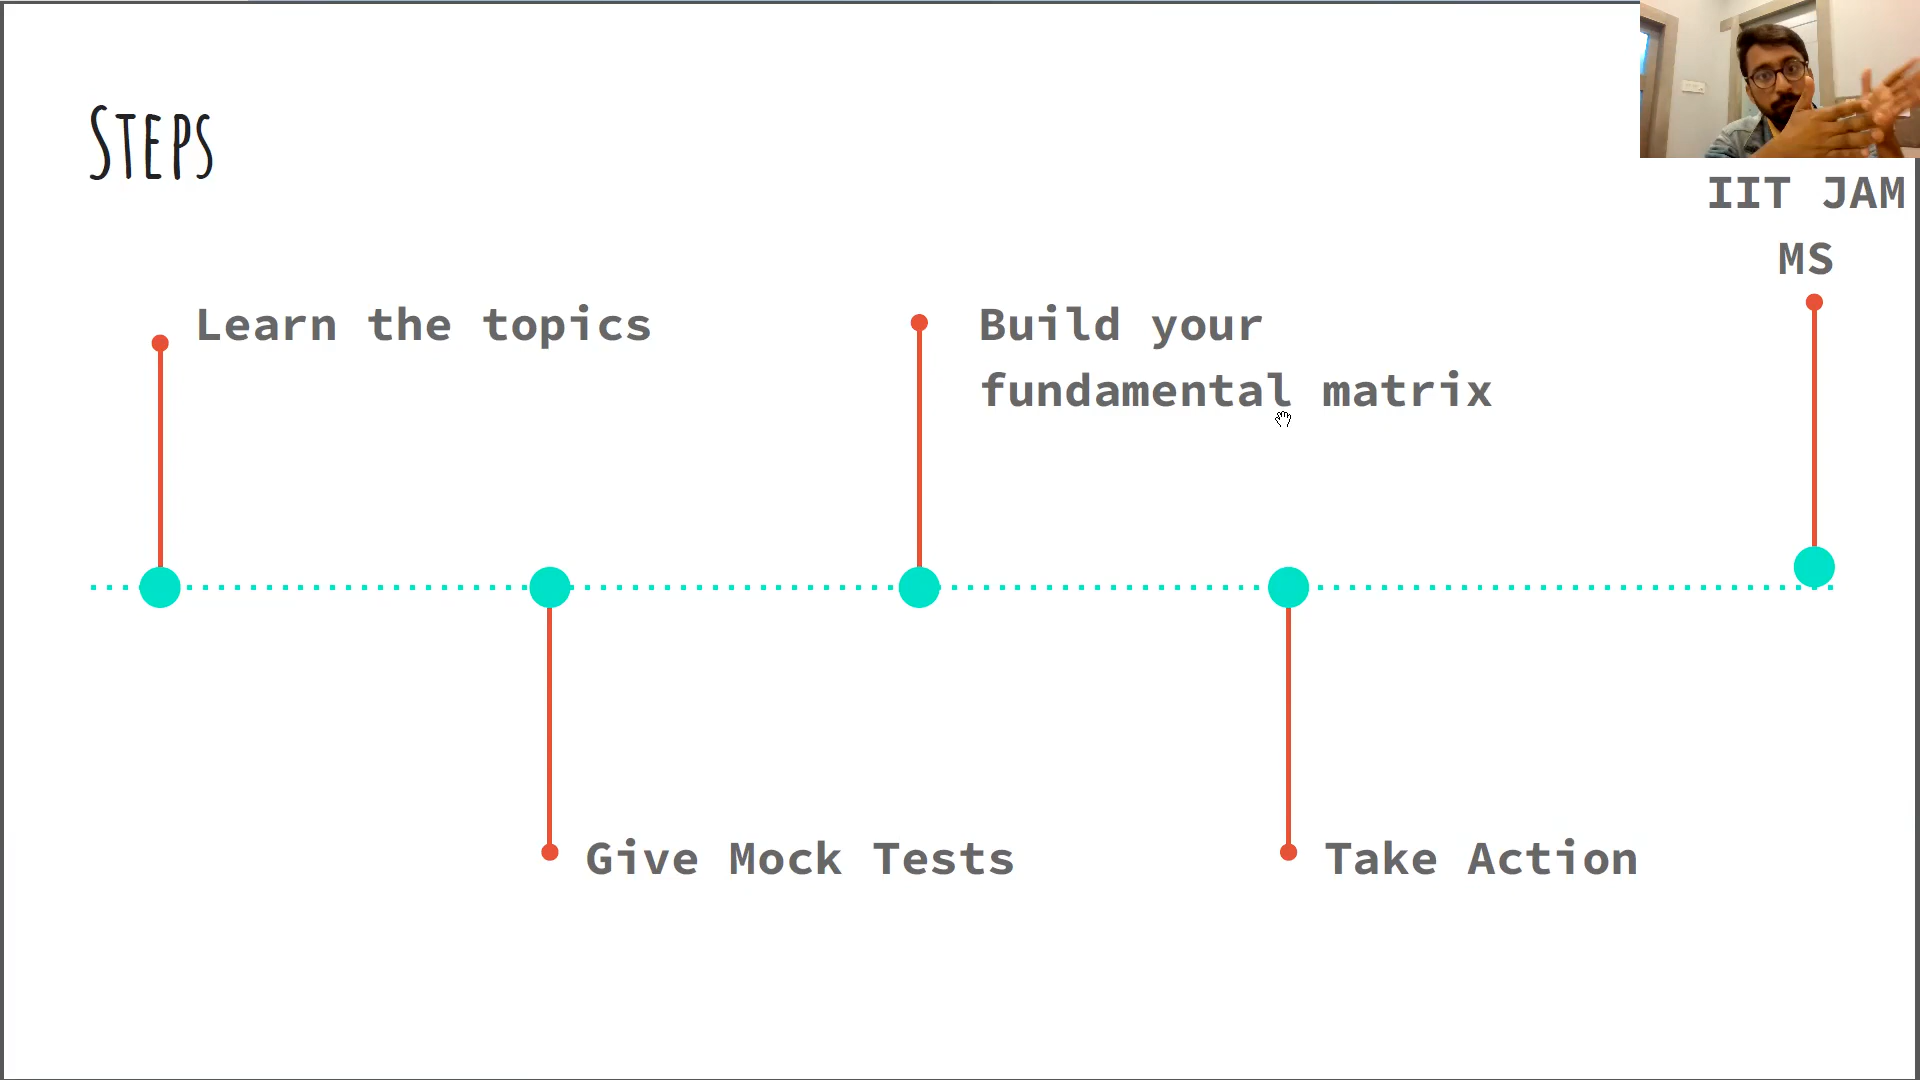 Steps
IIT JAM
MS
Learn the topics
Build your
fundamental matrix
Give Mock Tests
Take Action